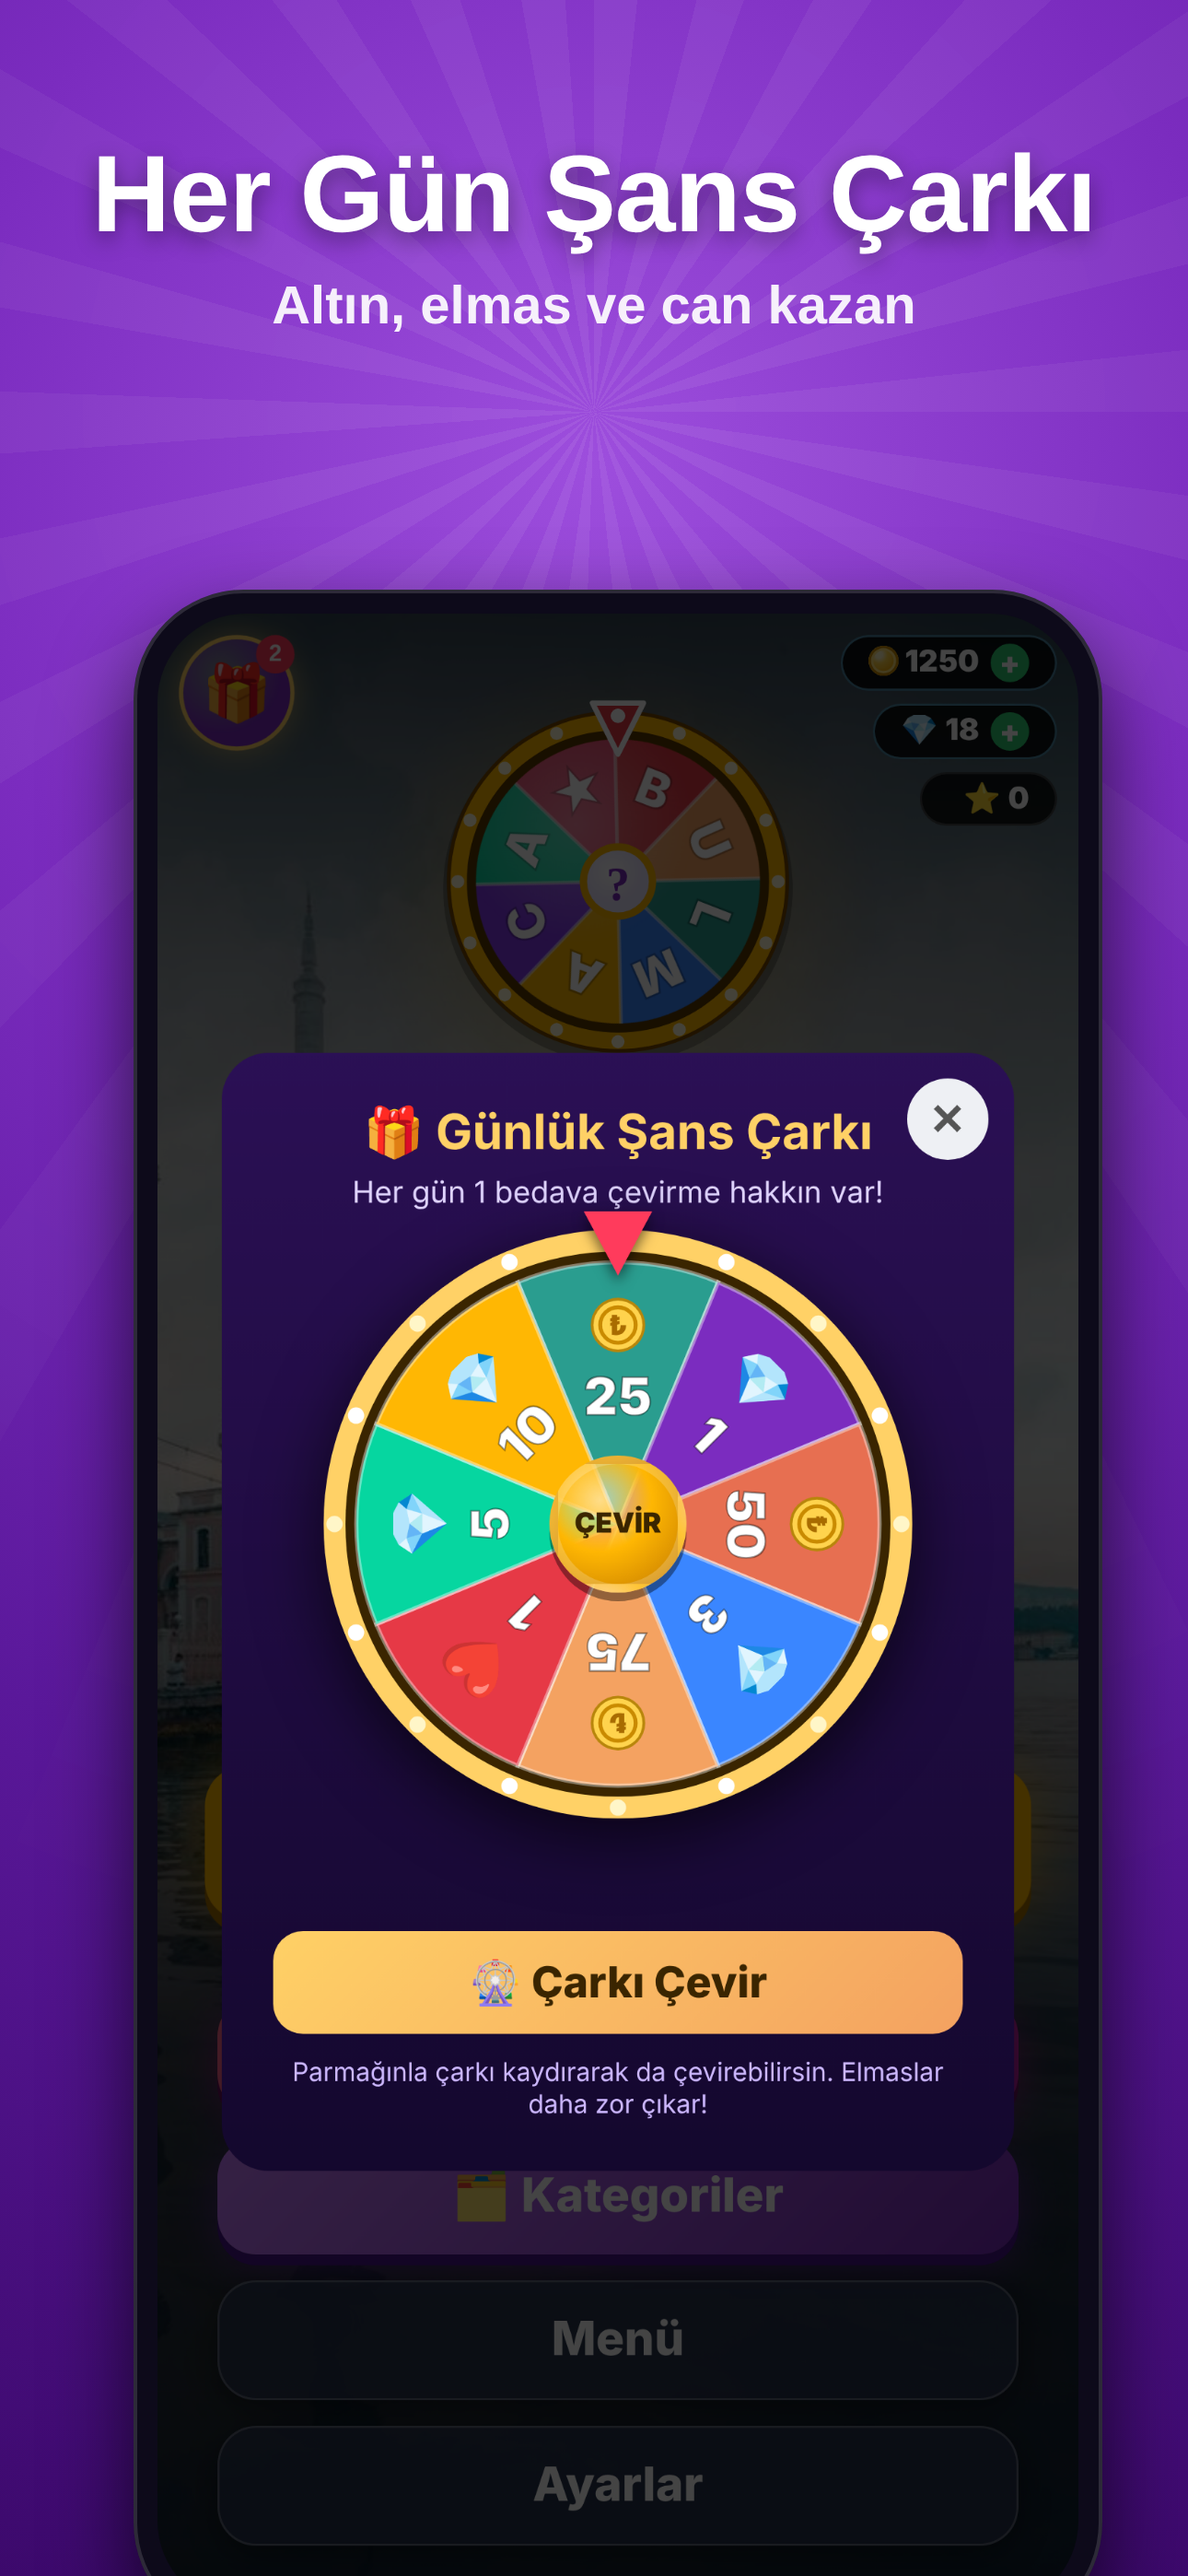 Her Gün Şans Çarkı
Altın, elmas ve can kazan
2
1250 +
18 +
0
★ B U L M A C A
?
🎁 Günlük Şans Çarkı
×
Her gün 1 bedava çevirme hakkın var!
25
1
50
3
75
1
5
10
ÇEVİR
🎡 Çarkı Çevir
Parmağınla çarkı kaydırarak da çevirebilirsin. Elmaslar
daha zor çıkar!
Kategoriler
Menü
Ayarlar